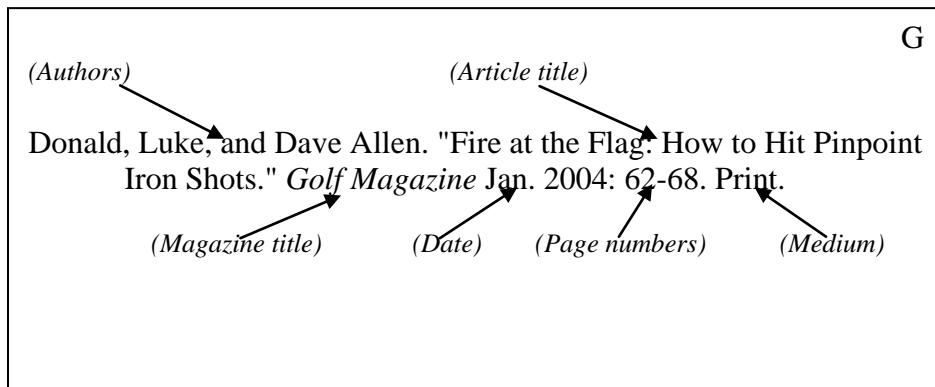 G
(Authors) (Article title)
Donald, Luke, and Dave Allen. "Fire at the Flag: How to Hit Pinpoint
Iron Shots." Golf Magazine Jan. 2004: 62-68. Print.
(Magazine title) (Date) (Page numbers) (Medium)